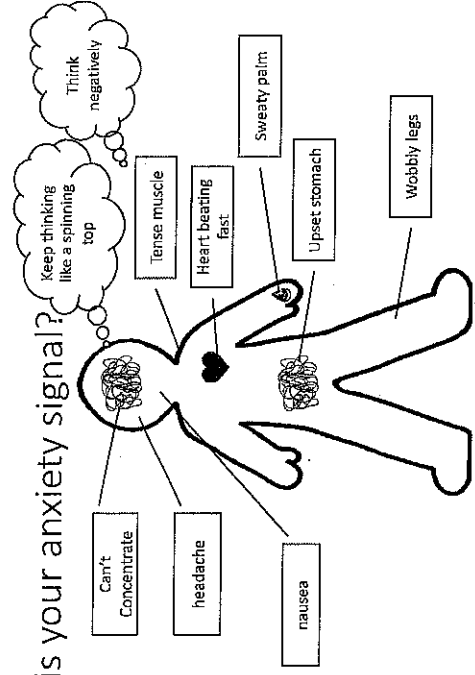 is your anxiety signal?
Keep thinking
like a spinning
top
Think
negatively
Can't
Concentrate
headache
nausea
Tense muscle
Heart beating
fast
Sweaty palm
Upset stomach
Wobbly legs